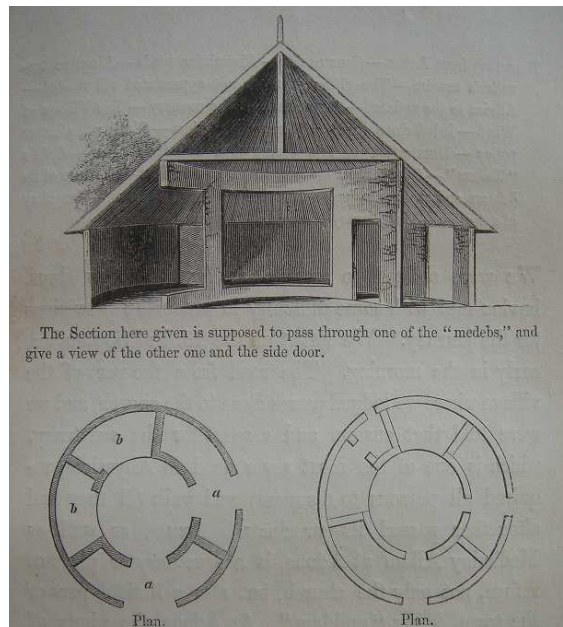 The Section here given is supposed to pass through one of the “medebs,” and
give a view of the other one and the side door.
b
b
a
a
Plan.
Plan.